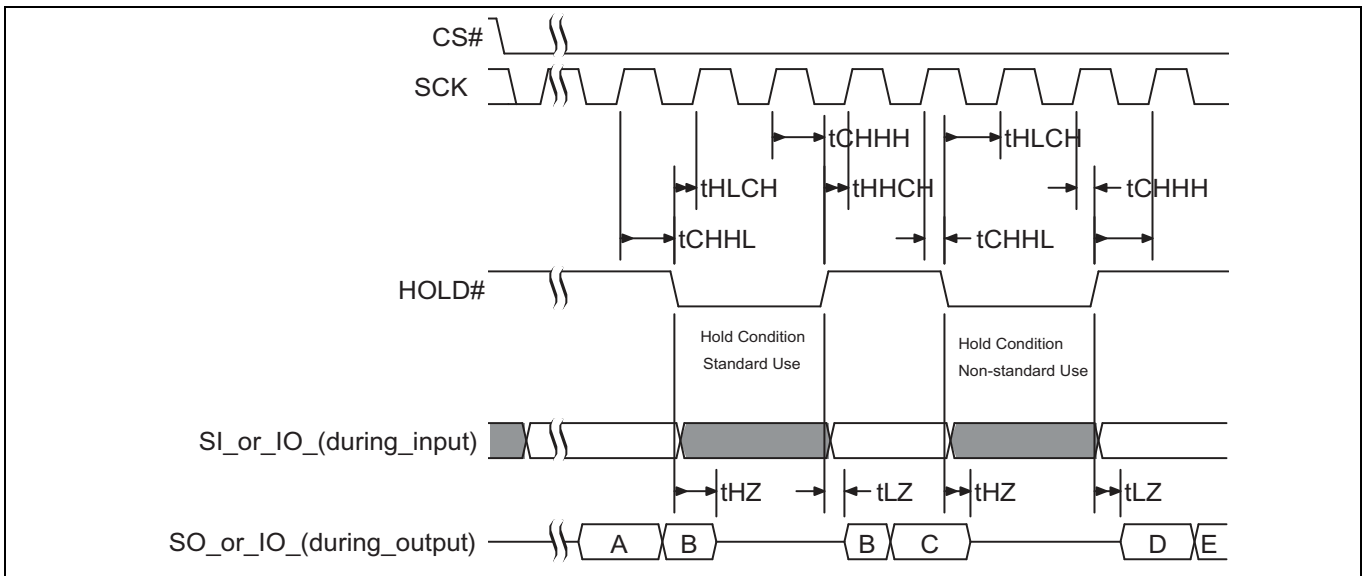 CS#
SCK
tCHHH
tHLCH
tHLCH
tHHCH
tCHHH
tCHHL
tCHHL
HOLD#
Hold Condition
Standard Use
Hold Condition
Non-standard Use
SI_or_IO_(during_input)
tHZ
tLZ
tHZ
tLZ
SO_or_IO_(during_output)
A
B
B
C
D
E